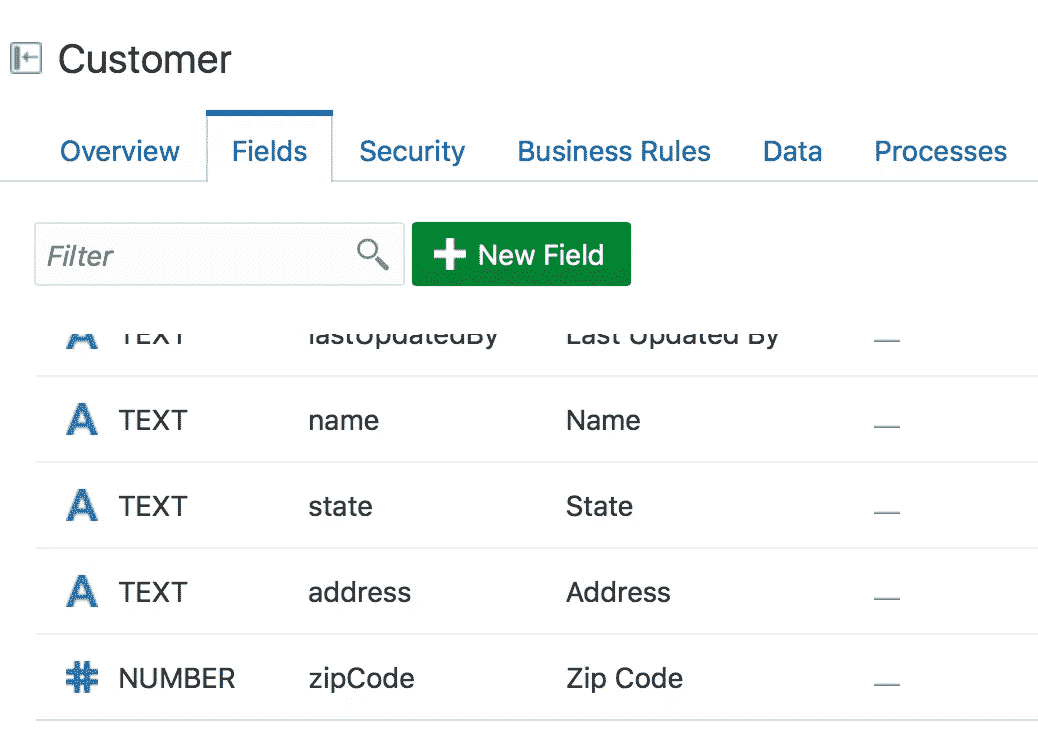 Customer
Overview Fields Security Business Rules Data Processes
Filter New Field
TEXT lastUpdatedBy Last Updated By
TEXT name Name
TEXT state State
TEXT address Address
NUMBER zipCode Zip Code